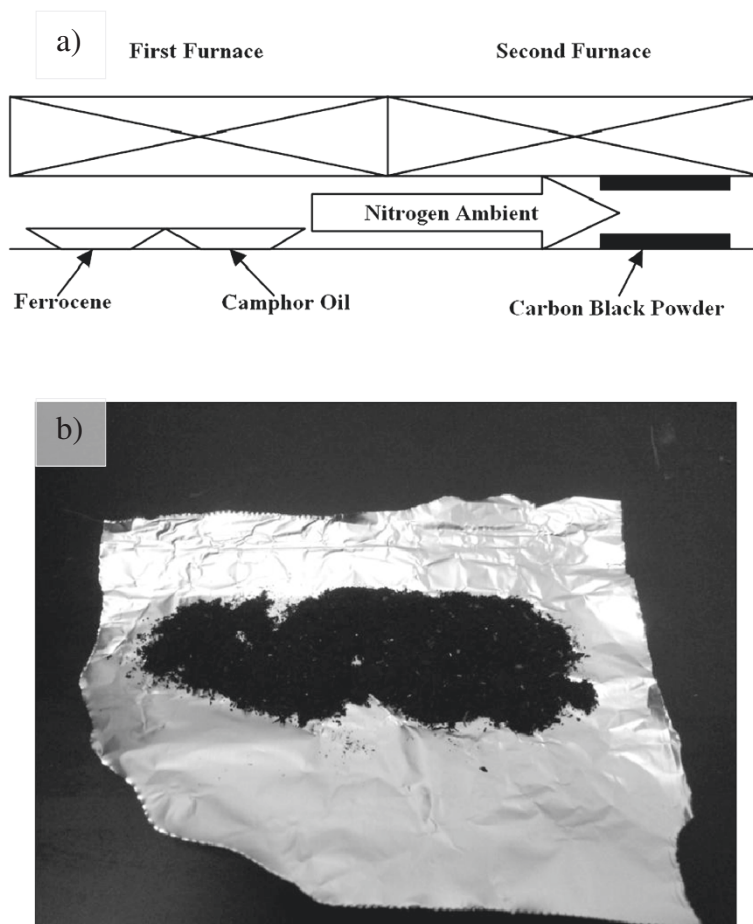 a)
First Furnace
Second Furnace
Nitrogen Ambient
Ferrocene
Camphor Oil
Carbon Black Powder
b)